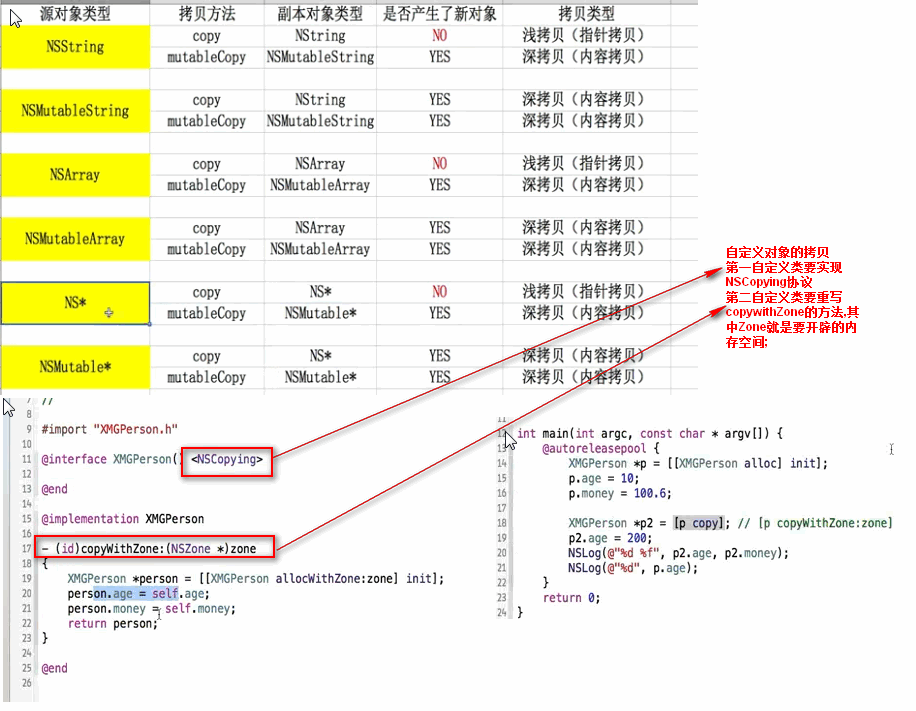 源对象类型 拷贝方法 副本对象类型 是否产生了新对象 拷贝类型
NSString copy NString NO 浅拷贝（指针拷贝）
mutableCopy NSMutableString YES 深拷贝（内容拷贝）
NSMutableString copy NString YES 深拷贝（内容拷贝）
mutableCopy NSMutableString YES 深拷贝（内容拷贝）
NSArray copy NSArray NO 浅拷贝（指针拷贝）
mutableCopy NSMutableArray YES 深拷贝（内容拷贝）
NSMutableArray copy NSArray YES 深拷贝（内容拷贝）
mutableCopy NSMutableArray YES 深拷贝（内容拷贝）
NS* copy NS* NO 浅拷贝（指针拷贝）
mutableCopy NSMutable* YES 深拷贝（内容拷贝）
NSMutable* copy NS* YES 深拷贝（内容拷贝）
mutableCopy NSMutable* YES 深拷贝（内容拷贝）
自定义对象的拷贝
第一自定义类要实现
NSCopying协议
第二自定义类要重写
copywithZone的方法,其
中Zone就是要开辟的内
存空间;
7 //
8
9 #import "XMGPerson.h"
10
11 @interface XMGPerson() <NSCopying>
12
13 @end
14
15 @implementation XMGPerson
16
17 - (id)copyWithZone:(NSZone *)zone
18 {
19 XMGPerson *person = [[XMGPerson allocWithZone:zone] init];
20 person.age = self.age;
21 person.money = self.money;
22 return person;
23 }
24
25 @end
26
11
12 int main(int argc, const char * argv[]) {
13 @autoreleasepool {
14 XMGPerson *p = [[XMGPerson alloc] init];
15 p.age = 10;
16 p.money = 100.6;
17
18 XMGPerson *p2 = [p copy]; // [p copyWithZone:zone]
19 p2.age = 200;
20 NSLog(@"%d %f", p2.age, p2.money);
21 NSLog(@"%d", p.age);
22 }
23 return 0;
24 }